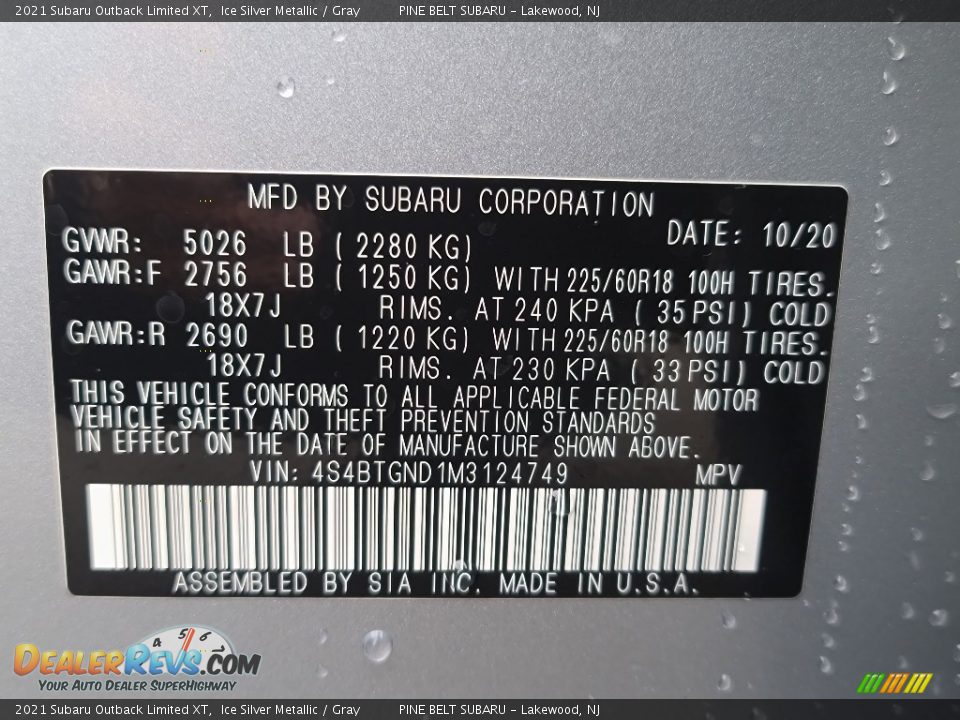 2021 Subaru Outback Limited XT, Ice Silver Metallic / Gray PINE BELT SUBARU - Lakewood, NJ
MFD BY SUBARU CORPORATION
DATE: 10/20
GVWR: 5026 LB ( 2280 KG)
GAWR:F 2756 LB ( 1250 KG) WITH 225/60R18 100H TIRES.
18X7J RIMS. AT 240 KPA ( 35 PSI) COLD
GAWR:R 2690 LB ( 1220 KG) WITH 225/60R18 100H TIRES.
18X7J RIMS. AT 230 KPA ( 33 PSI) COLD
THIS VEHICLE CONFORMS TO ALL APPLICABLE FEDERAL MOTOR
VEHICLE SAFETY AND THEFT PREVENTION STANDARDS
IN EFFECT ON THE DATE OF MANUFACTURE SHOWN ABOVE.
VIN: 4S4BTGND1M3124749 MPV
ASSEMBLED BY SIA INC. MADE IN U.S.A.
4 5 6
DEALERREVS.COM
YOUR AUTO DEALER SUPERHIGHWAY
2021 Subaru Outback Limited XT, Ice Silver Metallic / Gray PINE BELT SUBARU - Lakewood, NJ